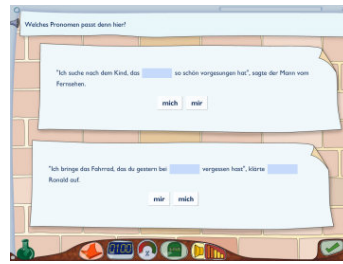 Welches Pronomen passt denn hier?
"Ich suche nach dem Kind, das so schön vorgesungen hat", sagte der Mann vom
Fernsehen.
mich mir
"Ich bringe das Fahrrad, das du gestern bei vergessen hast", klärte
Ronald auf.
mir mich